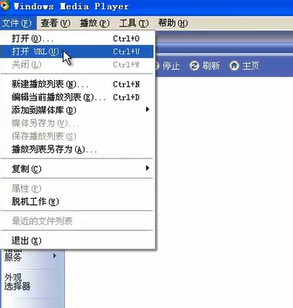 Windows Media Player
文件(F) 查看(V) 播放(P) 工具(T) 帮助(H)
打开(O)... Ctrl+O
打开 URL(U) Ctrl+U
关闭(C) Ctrl+W
停止 刷新 主页
新建播放列表(N)...
编辑当前播放列表(E)... Ctrl+D
添加到媒体库(D)
媒体另存为(V)...
保存播放列表(S)
播放列表另存为(A)...
复制(C)
属性(R)
脱机工作(W)
最近的文件列表
退出(X)
服务
外观
选择器